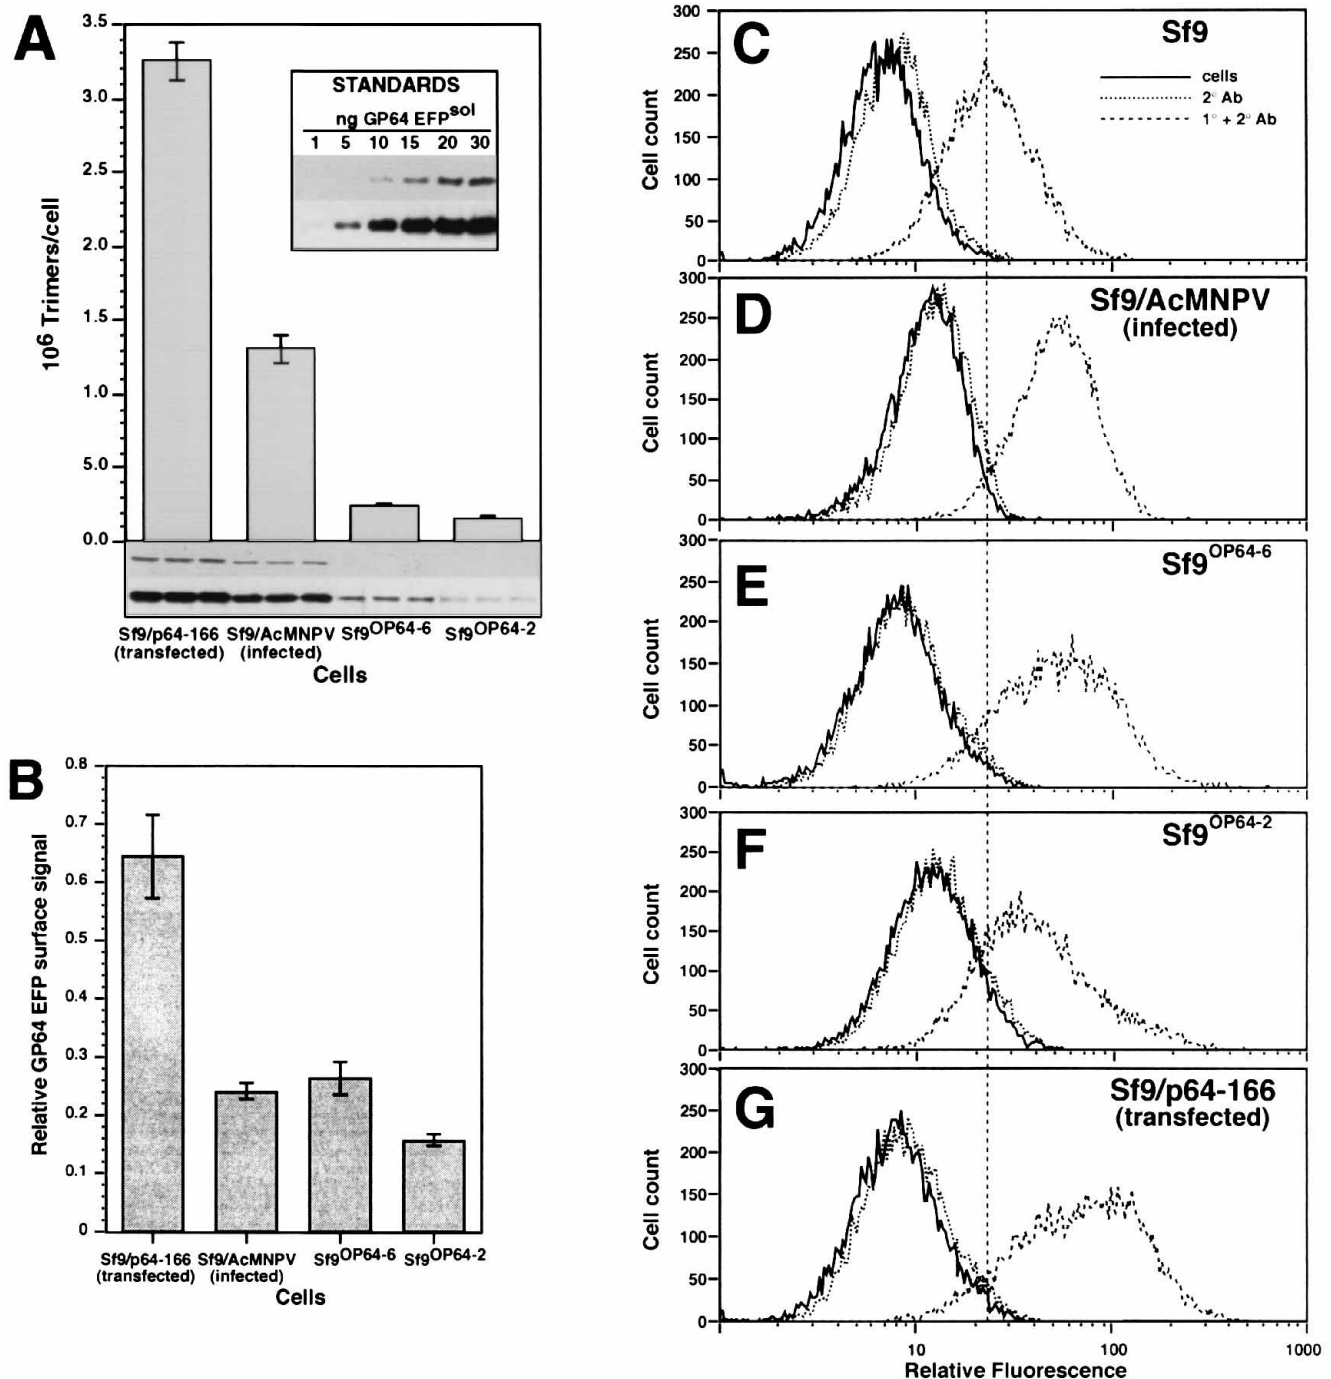 A
3.5
3.0
2.5
2.0
1.5
1.0
5.0
0.0
10^6 Trimers/cell
STANDARDS
ng GP64 EFP^sol
1 5 10 15 20 30
Sf9/p64-166 Sf9/AcMNPV Sf9^OP64-6 Sf9^OP64-2
(transfected) (infected)
Cells
B
0.8
0.7
0.6
0.5
0.4
0.3
0.2
0.1
0
Relative GP64 EFP surface signal
Sf9/p64-166 Sf9/AcMNPV Sf9^OP64-6 Sf9^OP64-2
(transfected) (infected)
Cells
C
Sf9
cells
2° Ab
1° + 2° Ab
300
250
200
150
100
50
0
Cell count
D
Sf9/AcMNPV
(infected)
300
250
200
150
100
50
0
Cell count
E
Sf9^OP64-6
300
250
200
150
100
50
0
Cell count
F
Sf9^OP64-2
300
250
200
150
100
50
0
Cell count
G
Sf9/p64-166
(transfected)
300
250
200
150
100
50
0
Cell count
10 100 1000
Relative Fluorescence